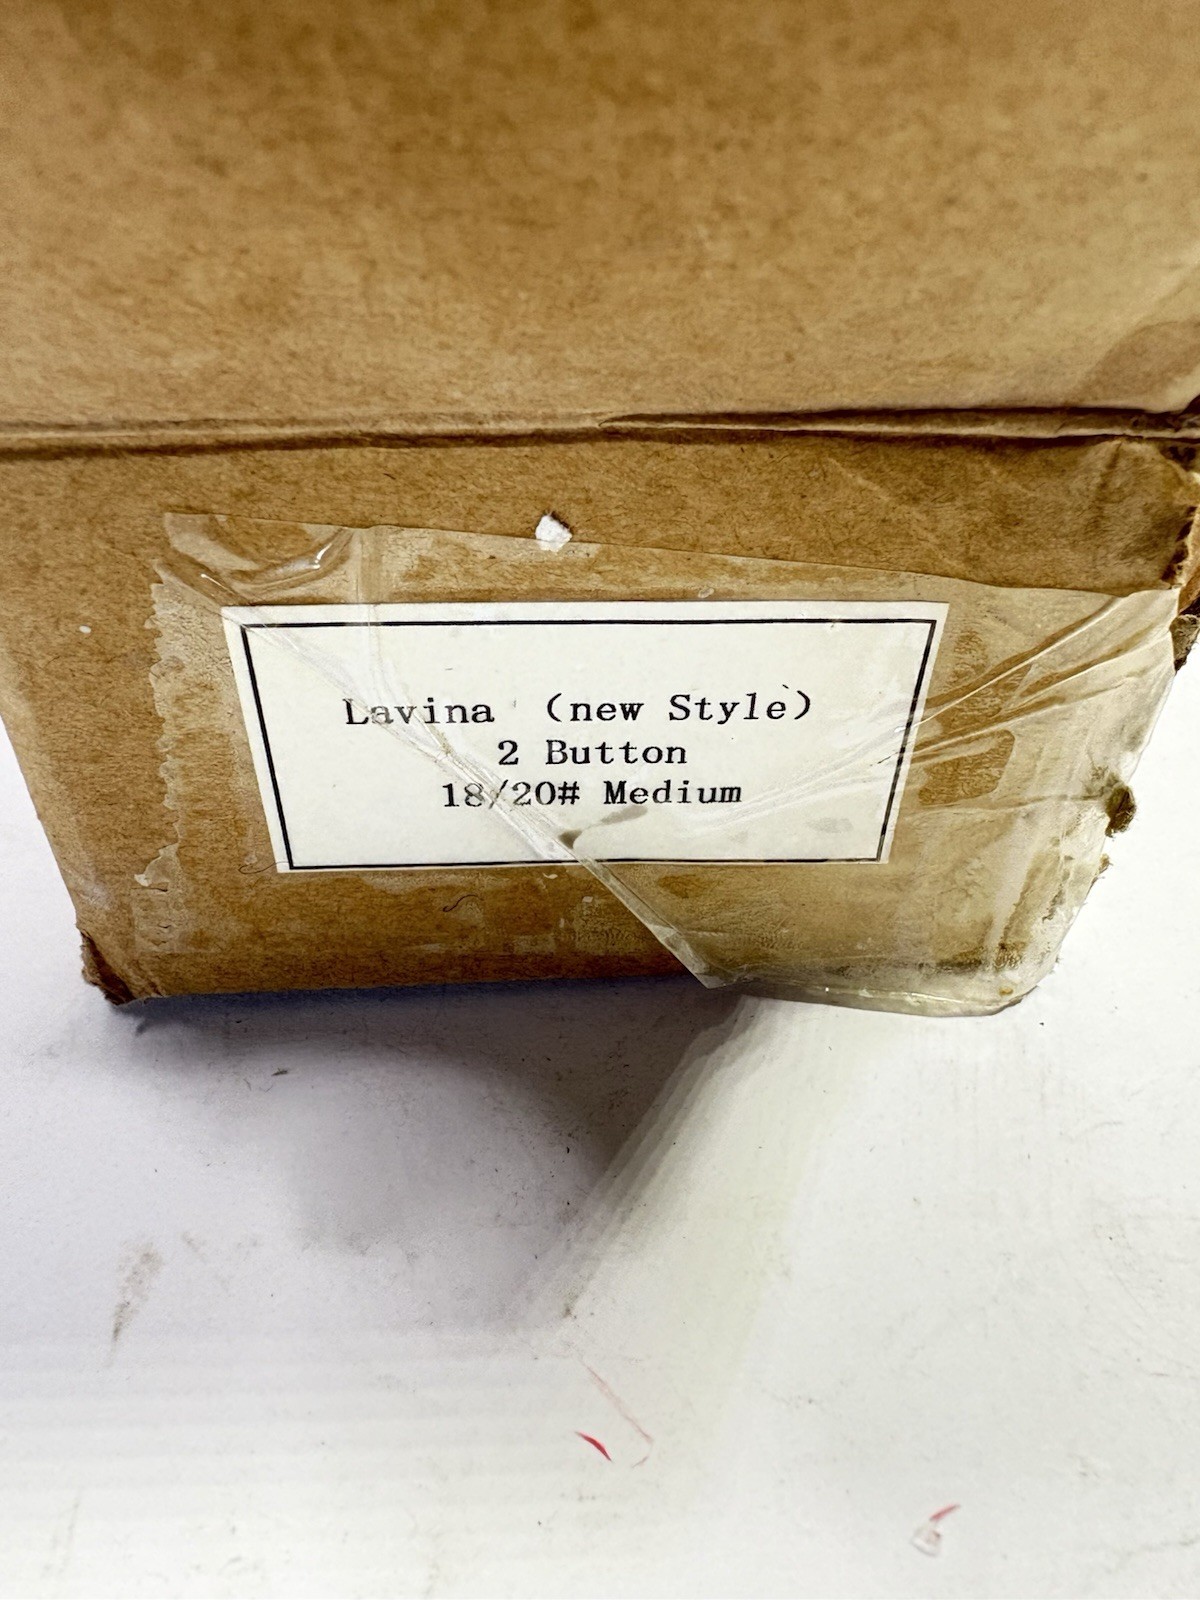 Lavina (new Style)
2 Button
18/20# Medium